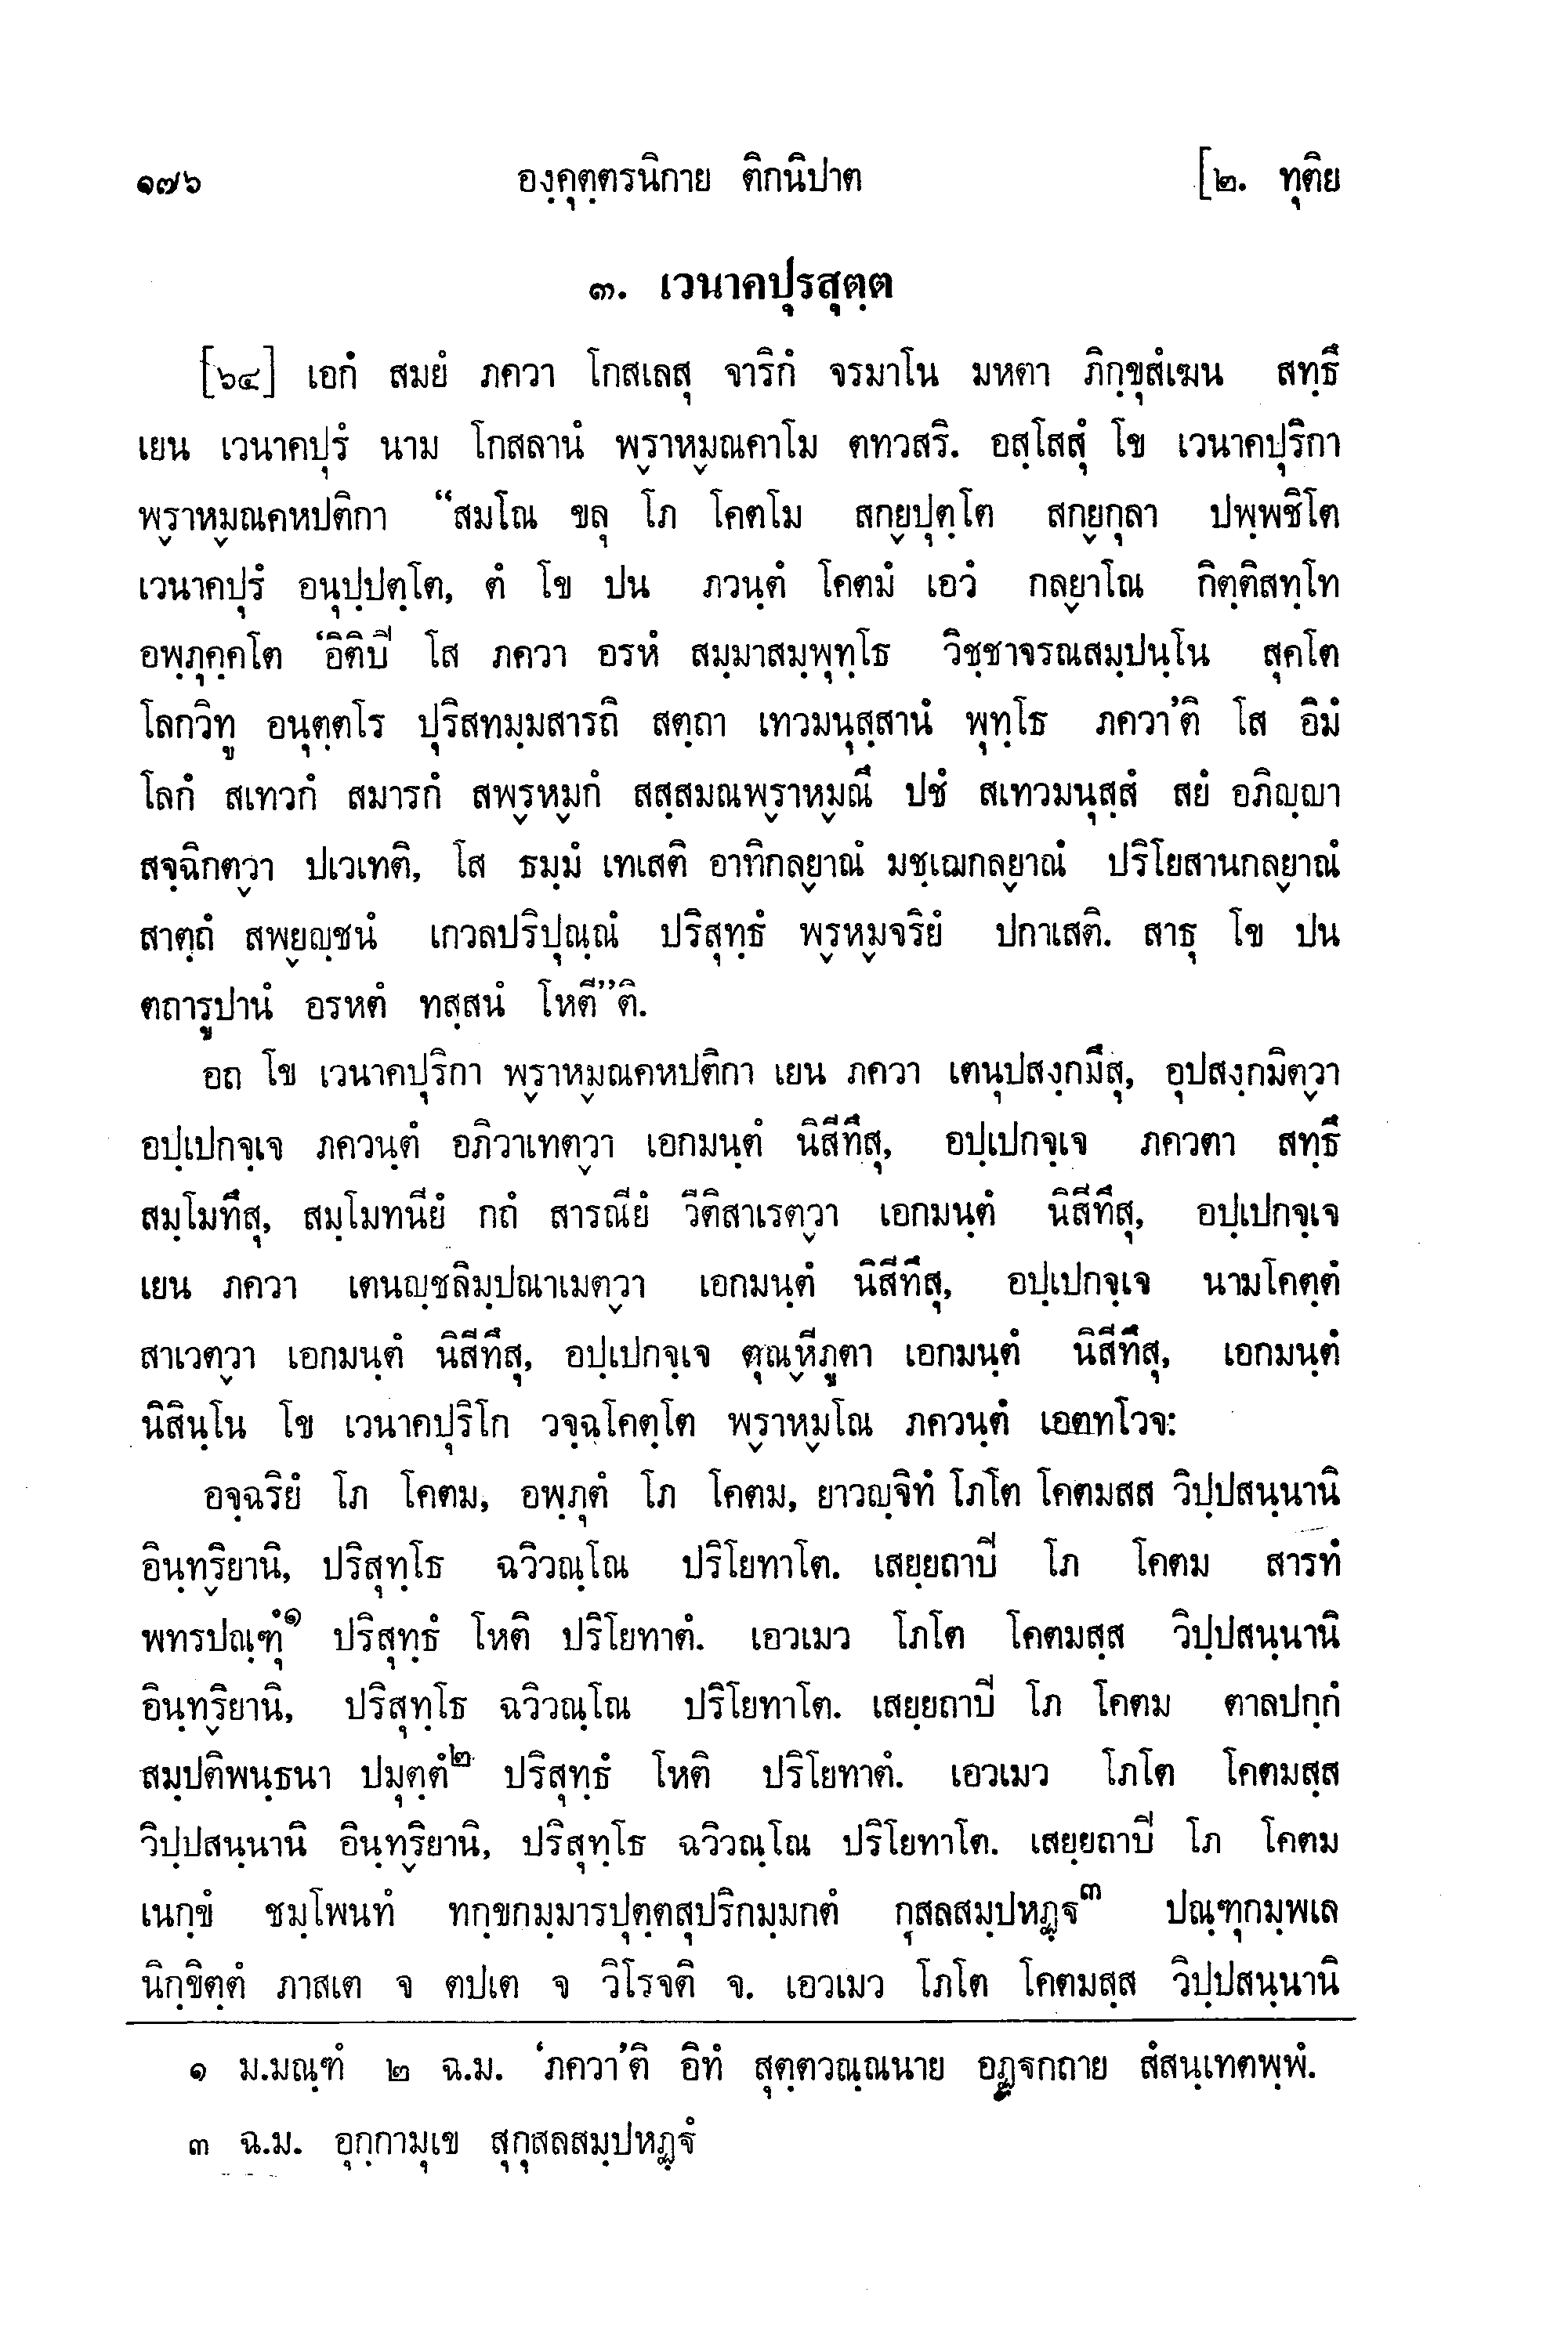 ๑๗๖ องฺคุตฺตรนิกาย ติกนิปาต [๒. ทุติย
๓. เวนาคปุรสุตฺต
[๖๔] เอกํ สมยํ ภควา โกสเลสุ จาริกํ จรมาโน มหตา ภิกฺขุสํเฆน สทฺธึ
เยน เวนาคปุรํ นาม โกสลานํ พฺราหฺมณคาโม ตทวสริ. อสฺโสสุํ โข เวนาคปุริกา
พฺราหฺมณคหปติกา “สมโณ ขลุ โภ โคตโม สกฺยปุตฺโต สกฺยกุลา ปพฺพชิโต
เวนาคปุรํ อนุปฺปตฺโต, ตํ โข ปน ภวนฺตํ โคตมํ เอวํ กลฺยาโณ กิตฺติสทฺโท
อพฺภุคฺคโต ‘อิติปี โส ภควา อรหํ สมฺมาสมฺพุทฺโธ วิชฺชาจรณสมฺปนฺโน สุคโต
โลกวิทู อนุตฺตโร ปุริสทมฺมสารถิ สตฺถา เทวมนุสฺสานํ พุทฺโธ ภควา’ติ โส อิมํ
โลกํ สเทวกํ สมารกํ สพฺรหฺมกํ สสฺสมณพฺราหฺมณึ ปชํ สเทวมนุสฺสํ สยํ อภิญฺญา
สจฺฉิกตฺวา ปเวเทติ, โส ธมฺมํ เทเสติ อาทิกลฺยาณํ มชฺเฌกลฺยาณํ ปริโยสานกลฺยาณํ
สาตฺถํ สพฺยญฺชนํ เกวลปริปุณฺณํ ปริสุทฺธํ พฺรหฺมจริยํ ปกาเสติ. สาธุ โข ปน
ตถารูปานํ อรหตํ ทสฺสนํ โหตี”ติ.
อถ โข เวนาคปุริกา พฺราหฺมณคหปติกา เยน ภควา เตนุปสงฺกมึสุ, อุปสงฺกมิตฺวา
อปฺเปกจฺเจ ภควนฺตํ อภิวาเทตฺวา เอกมนฺตํ นิสีทึสุ, อปฺเปกจฺเจ ภควตา สทฺธึ
สมฺโมทึสุ, สมฺโมทนียํ กถํ สารณียํ วีติสาเรตฺวา เอกมนฺตํ นิสีทึสุ, อปฺเปกจฺเจ
เยน ภควา เตนญฺชลิมฺปณาเมตฺวา เอกมนฺตํ นิสีทึสุ, อปฺเปกจฺเจ นามโคตฺตํ
สาเวตฺวา เอกมนฺตํ นิสีทึสุ, อปฺเปกจฺเจ ตุณฺหีภูตา เอกมนฺตํ นิสีทึสุ, เอกมนฺตํ
นิสินฺโน โข เวนาคปุริโก วจฺฉโคตฺโต พฺราหฺมโณ ภควนฺตํ เอตทโวจ:
อจฺฉริยํ โภ โคตม, อพฺภุตํ โภ โคตม, ยาวญฺจิทํ โภโต โคตมสส วิปฺปสนฺนานิ
อินฺทฺริยานิ, ปริสุทฺโธ ฉวิวณฺโณ ปริโยทาโต. เสยฺยถาปี โภ โคตม สารทํ
พทรปณฺฑุํ๑ ปริสุทฺธํ โหติ ปริโยทาตํ. เอวเมว โภโต โคตมสฺส วิปฺปสนฺนานิ
อินฺทฺริยานิ, ปริสุทฺโธ ฉวิวณฺโณ ปริโยทาโต. เสยฺยถาปี โภ โคตม ตาลปกฺกํ
สมฺปติพนฺธนา ปมุตฺตํ๒ ปริสุทฺธํ โหติ ปริโยทาตํ. เอวเมว โภโต โคตมสฺส
วิปฺปสนฺนานิ อินฺทฺริยานิ, ปริสุทฺโธ ฉวิวณฺโณ ปริโยทาโต. เสยฺยถาปี โภ โคตม
เนกฺขํ ชมฺโพนทํ ทกฺขกมฺมารปุตฺตสุปริกมฺมกตํ กุสลสมฺปหฏฺฐ๓ ปณฺฑุกมฺพเล
นิกฺขิตฺตํ ภาสเต จ ตปเต จ วิโรจติ จ. เอวเมว โภโต โคตมสฺส วิปฺปสนฺนานิ
๑ ม.มณฺฑํ ๒ ฉ.ม. ‘ภควา’ติ อิทํ สุตฺตวณฺณนาย อฏฺฐกถาย สํสนฺเทตพฺพํ.
๓ ฉ.ม. อุกฺกามุเข สุกุสลสมฺปหฏฺฐํ